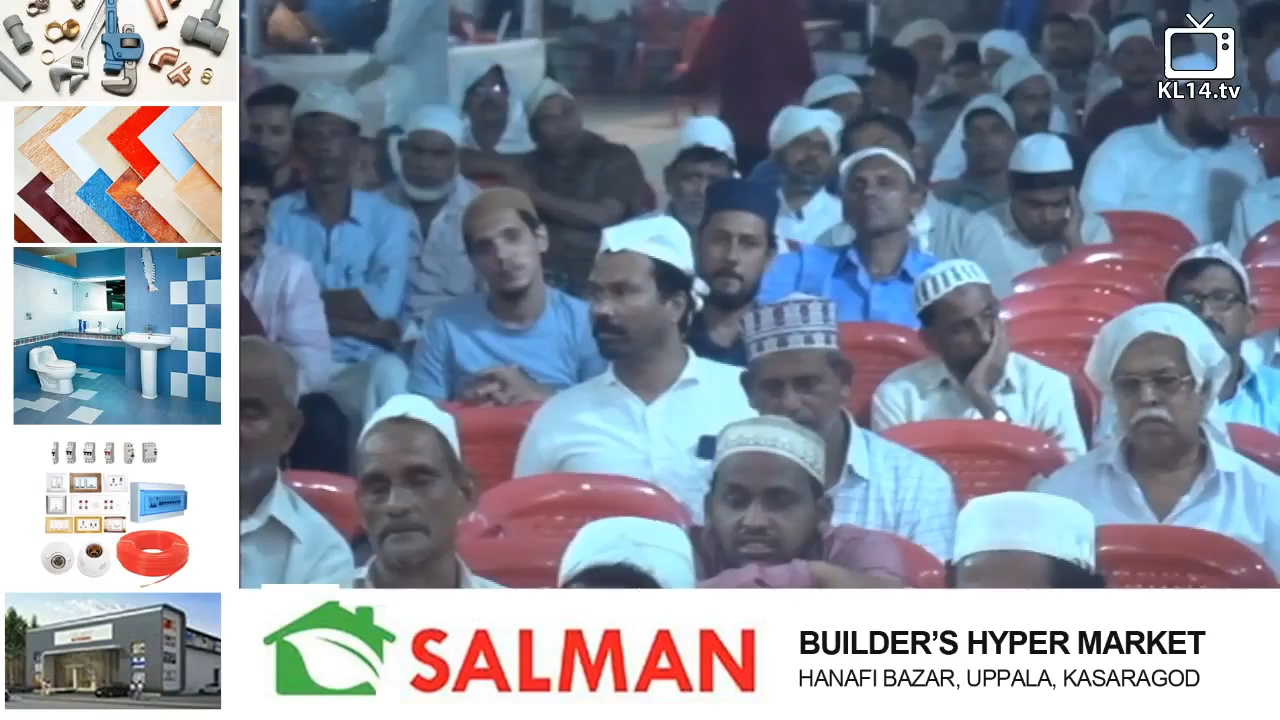 KL14.tv
SALMAN
BUILDER'S HYPER MARKET
HANAFI BAZAR, UPPALA, KASARAGOD